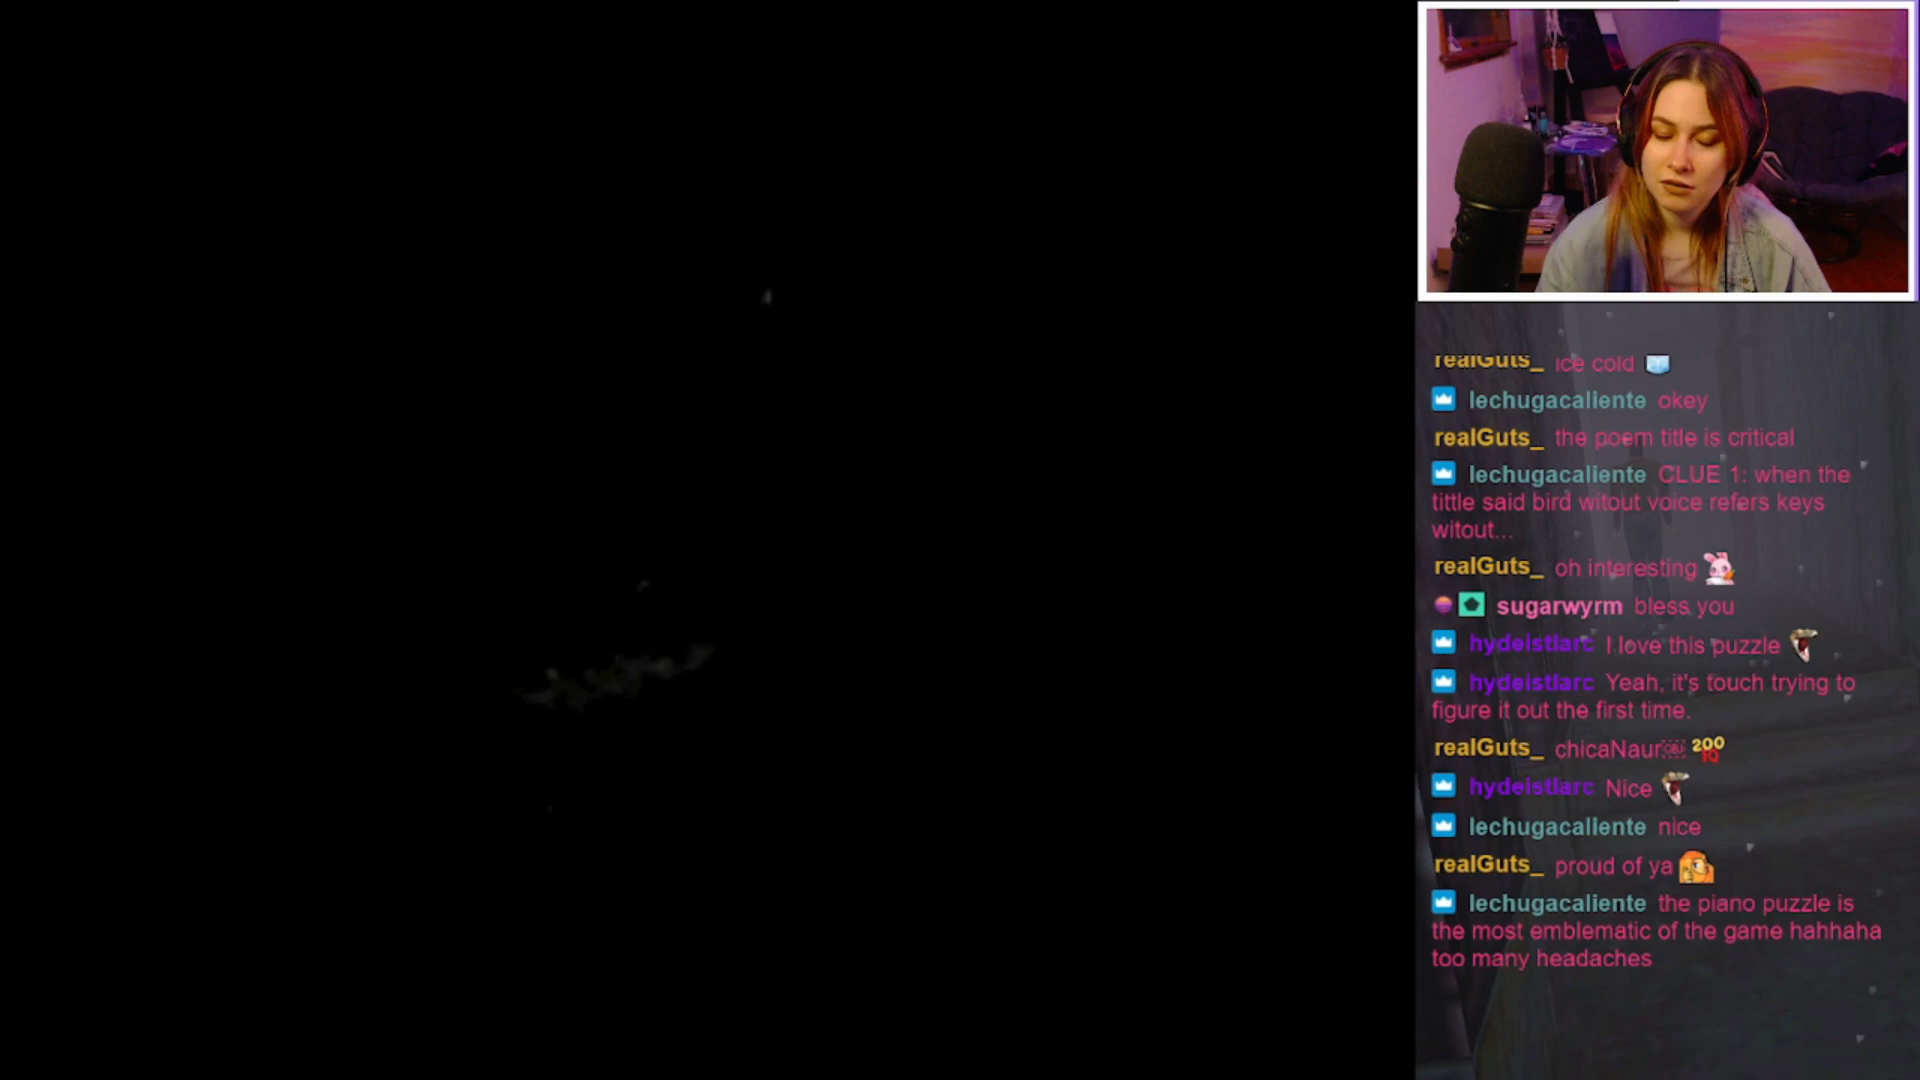 realGuts_ ice cold
lechugacaliente okey
realGuts_ the poem title is critical
lechugacaliente CLUE 1: when the
tittle said bird witout voice refers keys
witout...
realGuts_ oh interesting
sugarwyrm bless you
hydeistlarc I love this puzzle
hydeistlarc Yeah, it's touch trying to
figure it out the first time.
realGuts_ chicaNaur OBJ 200
IQ
hydeistlarc Nice
lechugacaliente nice
realGuts_ proud of ya
lechugacaliente the piano puzzle is
the most emblematic of the game hahhaha
too many headaches